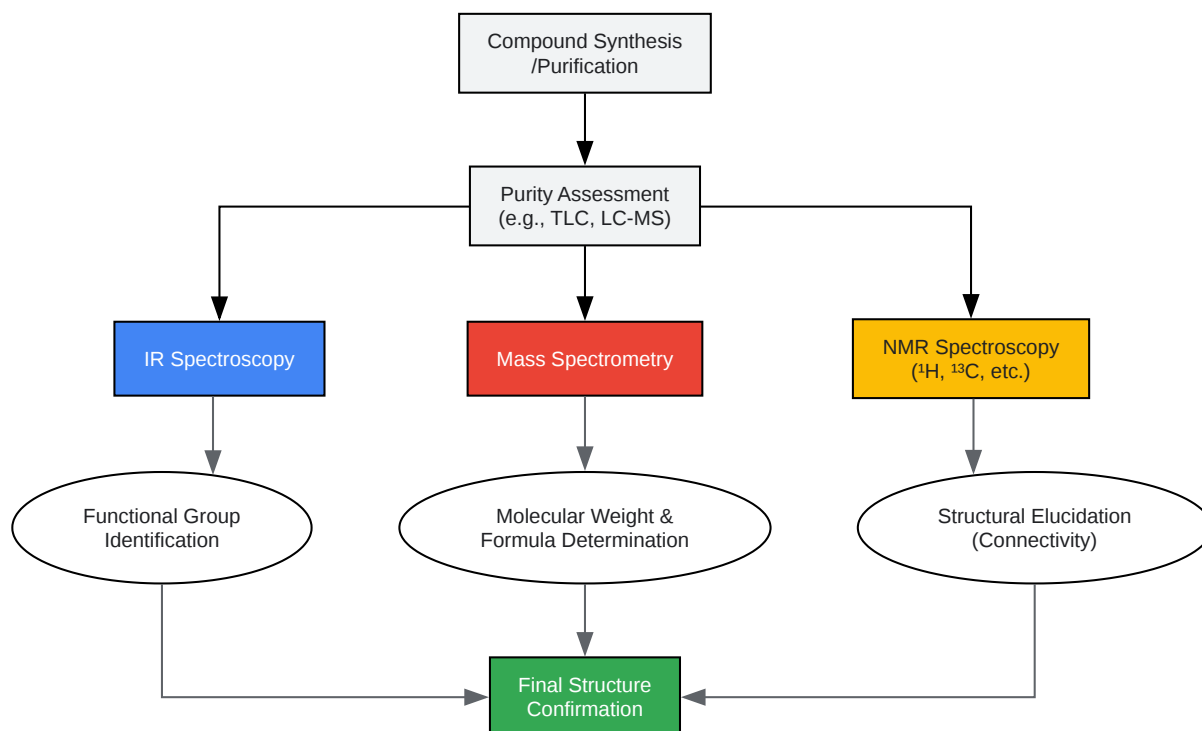 Compound Synthesis
/Purification
Purity Assessment
(e.g., TLC, LC-MS)
IR Spectroscopy
Mass Spectrometry
NMR Spectroscopy
(¹H, ¹³C, etc.)
Functional Group
Identification
Molecular Weight &
Formula Determination
Structural Elucidation
(Connectivity)
Final Structure
Confirmation